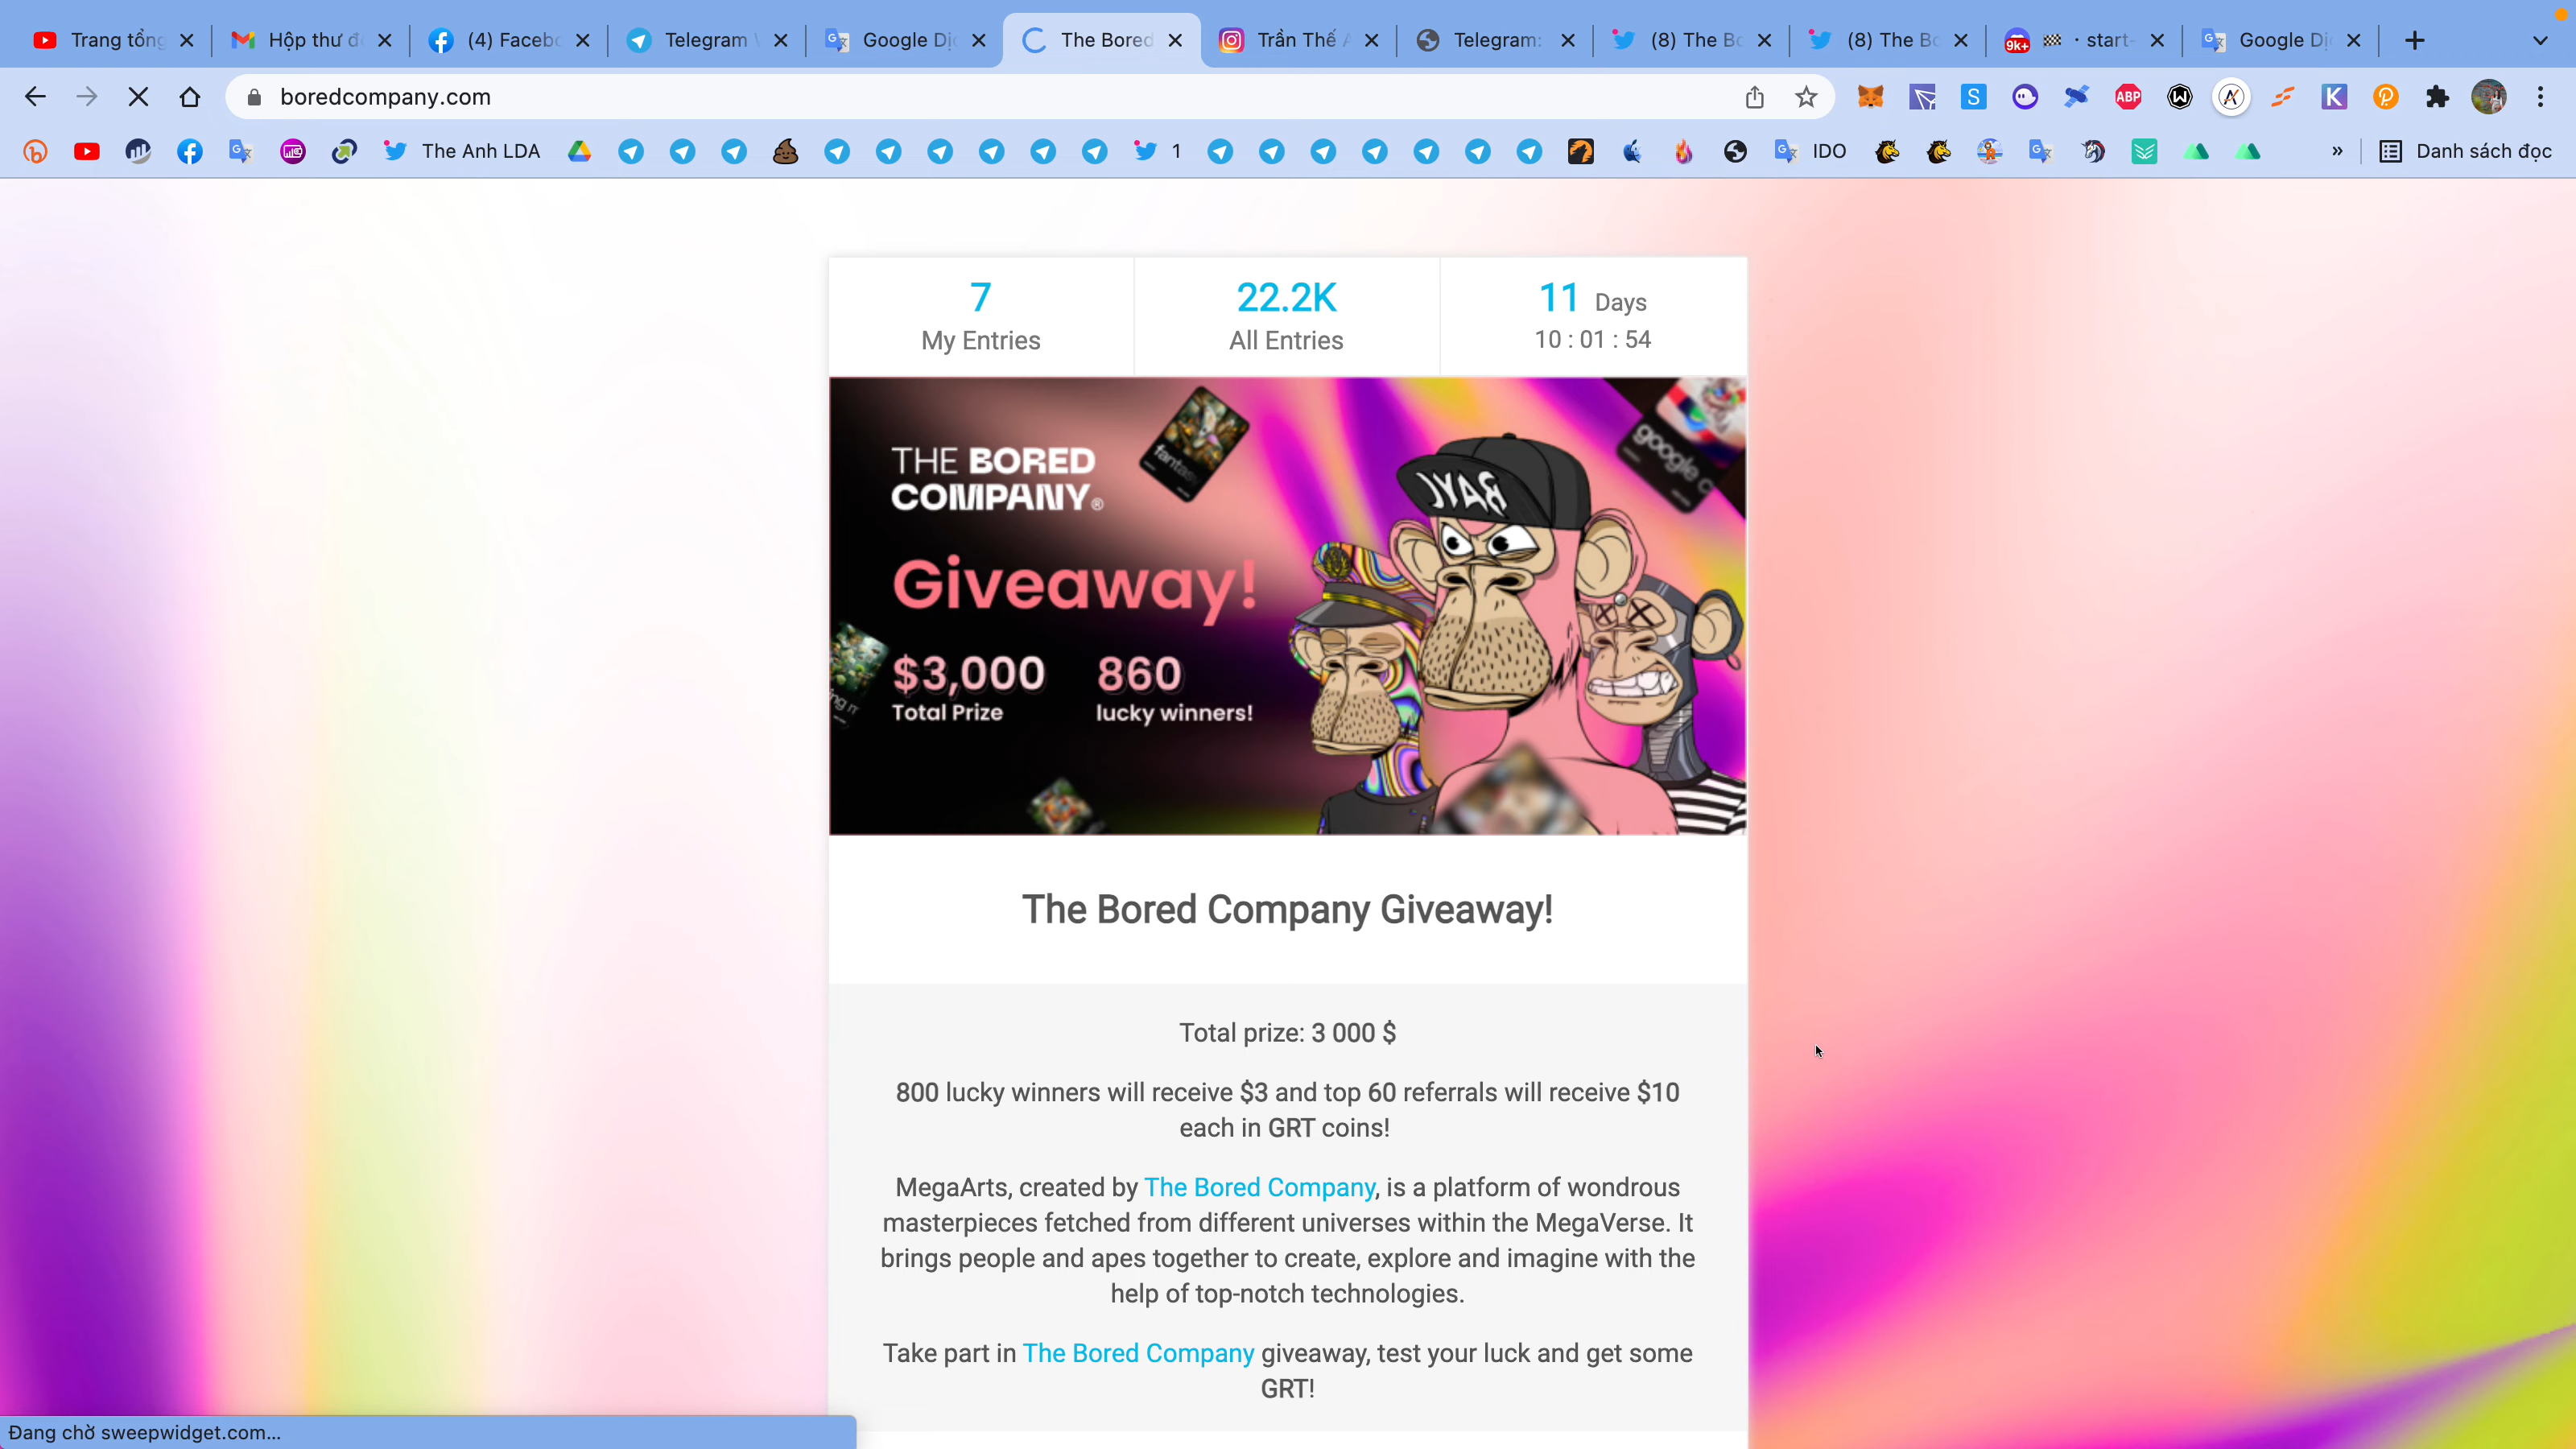 Trang tổng
Hộp thư đ
(4) Facebo
Telegram
Google Dị
The Bored
Trần Thế
Telegram:
(8) The Bo
(8) The Bo
9k+
· start-
Google Dị
boredcompany.com
ABP
The Anh LDA
1
IDO
»
Danh sách đọc
7
My Entries
22.2K
All Entries
11 Days
10 : 01 : 54
THE BORED
COMPANY®
fantasy
google
Giveaway!
$3,000
Total Prize
860
lucky winners!
The Bored Company Giveaway!
Total prize: 3 000 $
800 lucky winners will receive $3 and top 60 referrals will receive $10
each in GRT coins!
MegaArts, created by The Bored Company, is a platform of wondrous
masterpieces fetched from different universes within the MegaVerse. It
brings people and apes together to create, explore and imagine with the
help of top-notch technologies.
Take part in The Bored Company giveaway, test your luck and get some
GRT!
Đang chờ sweepwidget.com...